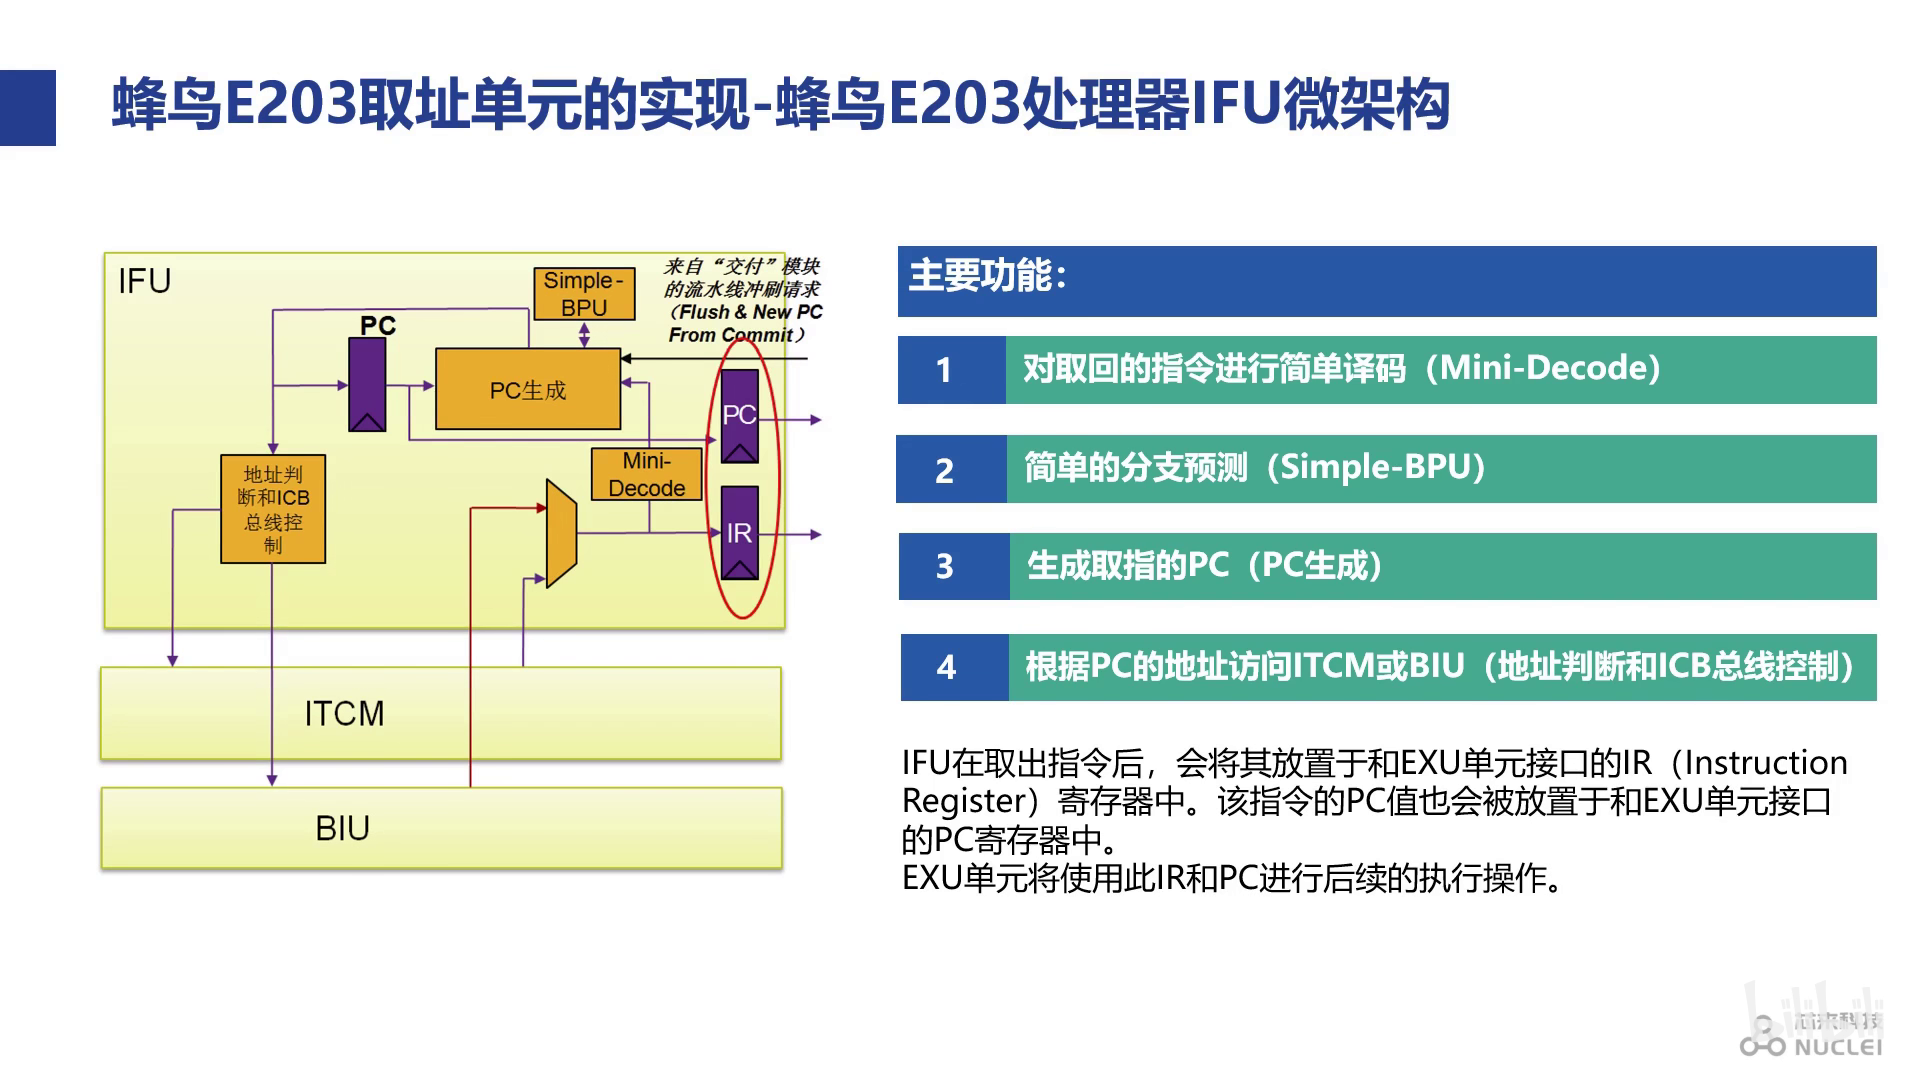 蜂鸟E203取址单元的实现-蜂鸟E203处理器IFU微架构
IFU
Simple-
BPU
来自“交付”模块
的流水线冲刷请求
（Flush & New PC
From Commit）
PC
PC生成
PC
Mini-
Decode
地址判
断和ICB
总线控
制
IR
ITCM
BIU
主要功能：
1 对取回的指令进行简单译码（Mini-Decode）
2 简单的分支预测（Simple-BPU）
3 生成取指的PC（PC生成）
4 根据PC的地址访问ITCM或BIU（地址判断和ICB总线控制）
IFU在取出指令后，会将其放置于和EXU单元接口的IR（Instruction
Register）寄存器中。该指令的PC值也会被放置于和EXU单元接口
的PC寄存器中。
EXU单元将使用此IR和PC进行后续的执行操作。
芯来科技
NUCLEI